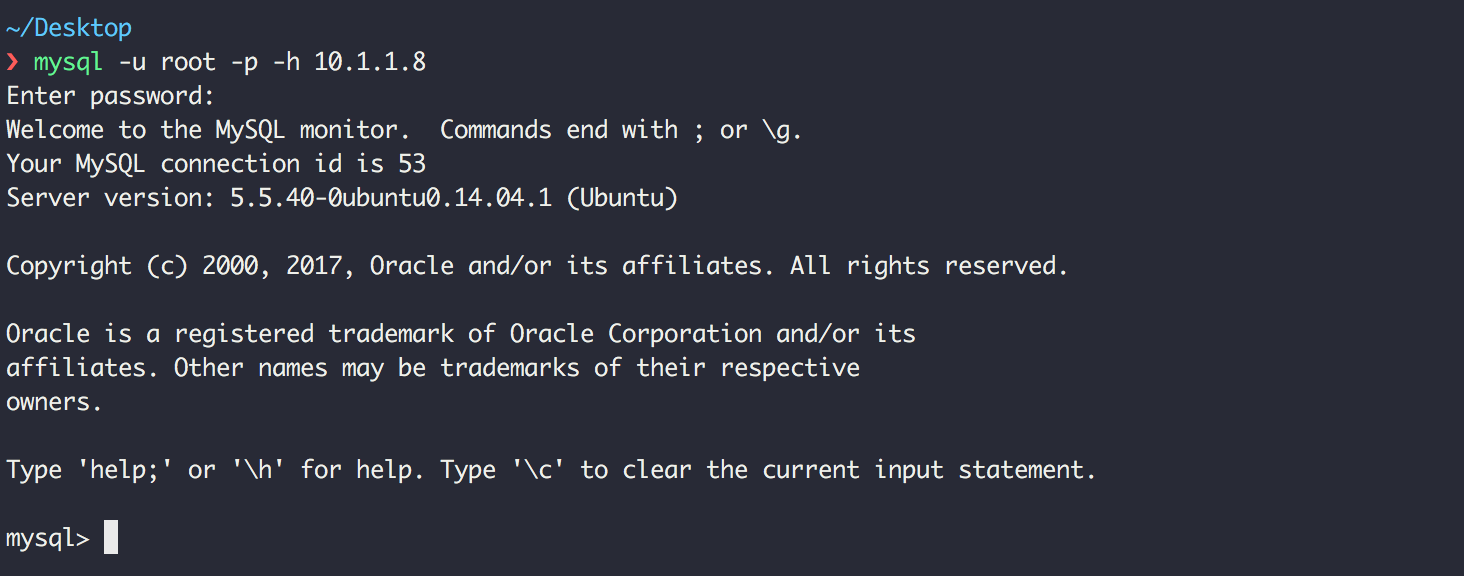 ~/Desktop
❯ mysql -u root -p -h 10.1.1.8
Enter password:
Welcome to the MySQL monitor.  Commands end with ; or \g.
Your MySQL connection id is 53
Server version: 5.5.40-0ubuntu0.14.04.1 (Ubuntu)

Copyright (c) 2000, 2017, Oracle and/or its affiliates. All rights reserved.

Oracle is a registered trademark of Oracle Corporation and/or its
affiliates. Other names may be trademarks of their respective
owners.

Type 'help;' or '\h' for help. Type '\c' to clear the current input statement.

mysql>